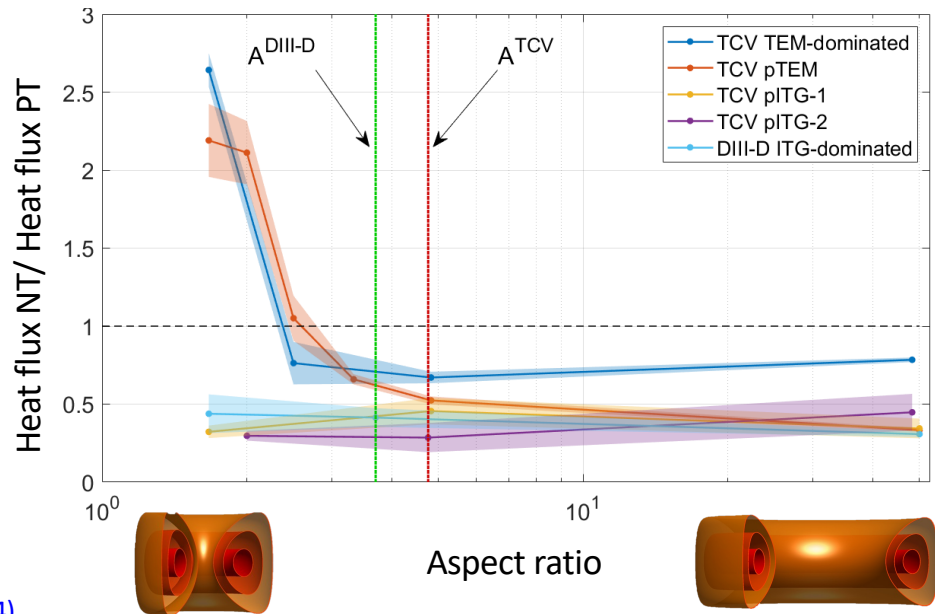 3
2.5
2
1.5
1
0.5
0
Heat flux NT/ Heat flux PT
A^DIII-D
A^TCV
TCV TEM-dominated
TCV pTEM
TCV pITG-1
TCV pITG-2
DIII-D ITG-dominated
10^0
10^1
Aspect ratio